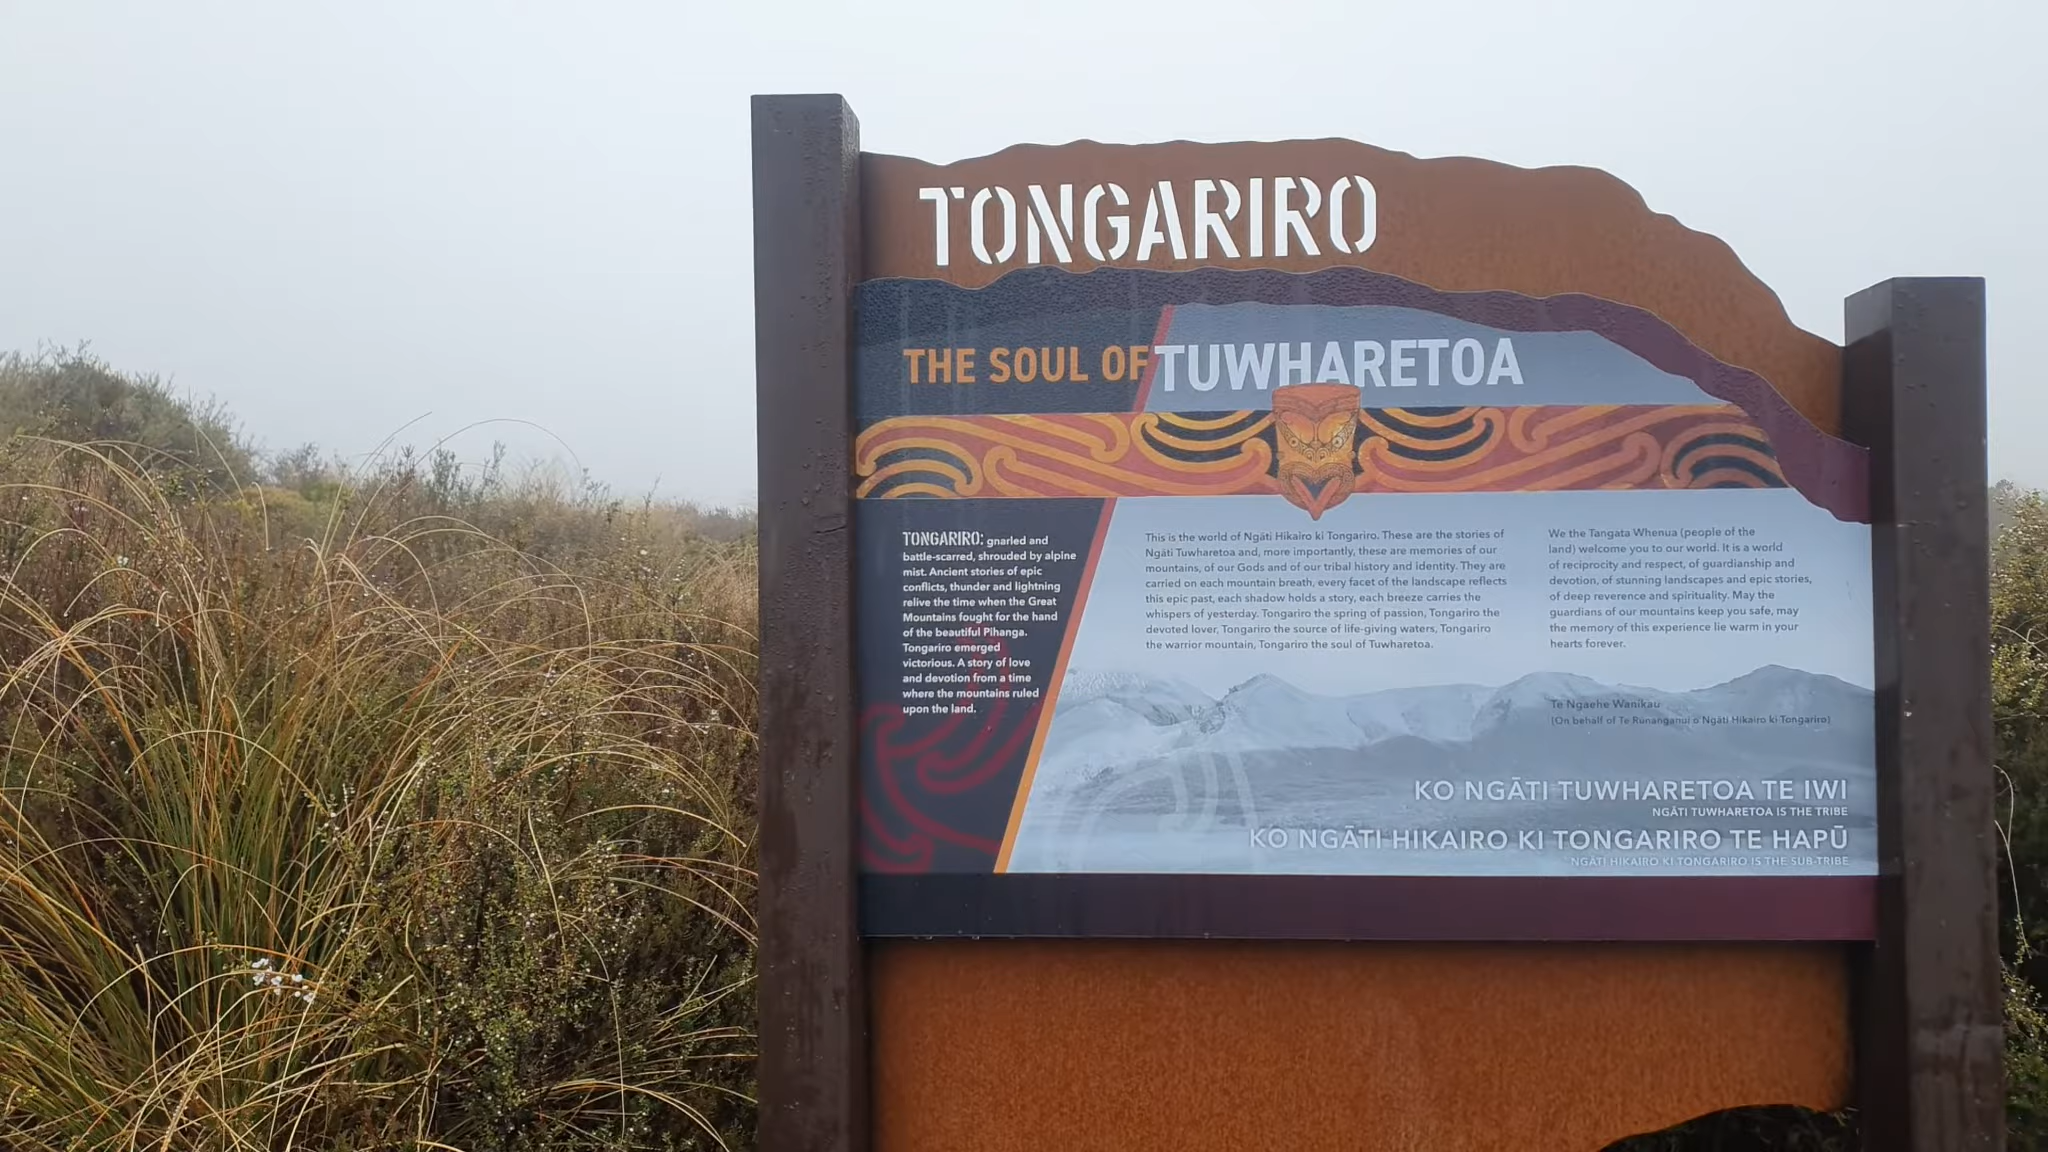 TONGARIRO
THE SOUL OF TUWHARETOA
TONGARIRO: gnarled and
battle-scarred, shrouded by alpine
mist. Ancient stories of epic
conflicts, thunder and lightning
relive the time when the Great
Mountains fought for the hand
of the beautiful Pihanga.
Tongariro emerged
victorious. A story of love
and devotion from a time
where the mountains ruled
upon the land.
This is the world of Ngāti Hikairo ki Tongariro. These are the stories of
Ngāti Tuwharetoa and, more importantly, these are memories of our
mountains, of our Gods and of our tribal history and identity. They are
carried on each mountain breath, every facet of the landscape reflects
this epic past, each shadow holds a story, each breeze carries the
whispers of yesterday. Tongariro the spring of passion, Tongariro the
devoted lover, Tongariro the source of life-giving waters, Tongariro
the warrior mountain, Tongariro the soul of Tuwharetoa.
We the Tangata Whenua (people of the
land) welcome you to our world. It is a world
of reciprocity and respect, of guardianship and
devotion, of stunning landscapes and epic stories,
of deep reverence and spirituality. May the
guardians of our mountains keep you safe, may
the memory of this experience lie warm in your
hearts forever.
Te Ngaehe Wanikau
(On behalf of Te Rūnanganui o Ngāti Hikairo ki Tongariro)
KO NGĀTI TUWHARETOA TE IWI
NGĀTI TUWHARETOA IS THE TRIBE
KO NGĀTI HIKAIRO KI TONGARIRO TE HAPŪ
NGĀTI HIKAIRO KI TONGARIRO IS THE SUB-TRIBE